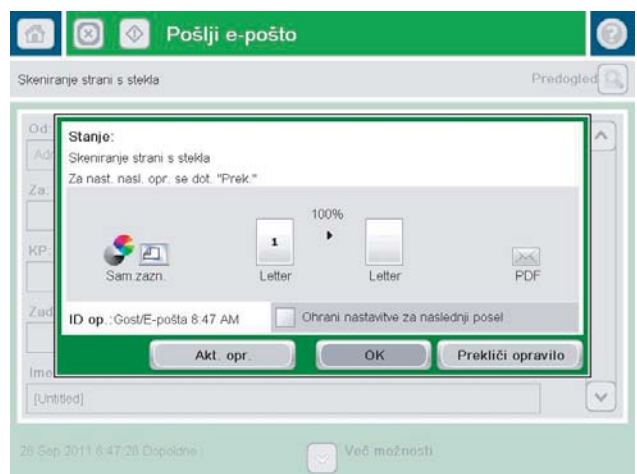 Pošlji e-pošto
Skeniranje strani s stekla
Predogled
Od:
Stanje:
Skeniranje strani s stekla
Za nast. nasl. opr. se dot. "Prek."
Za:
100%
1
KP:
Sam.zazn.
Letter
Letter
PDF
ID op.:Gost/E-pošta 8:47 AM
Ohrani nastavitve za naslednji posel
Akt. opr.
OK
Prekliči opravilo
Ime
[Untitled]
28 Sep 2011 8:47:28 Dopoldne
Več možnosti